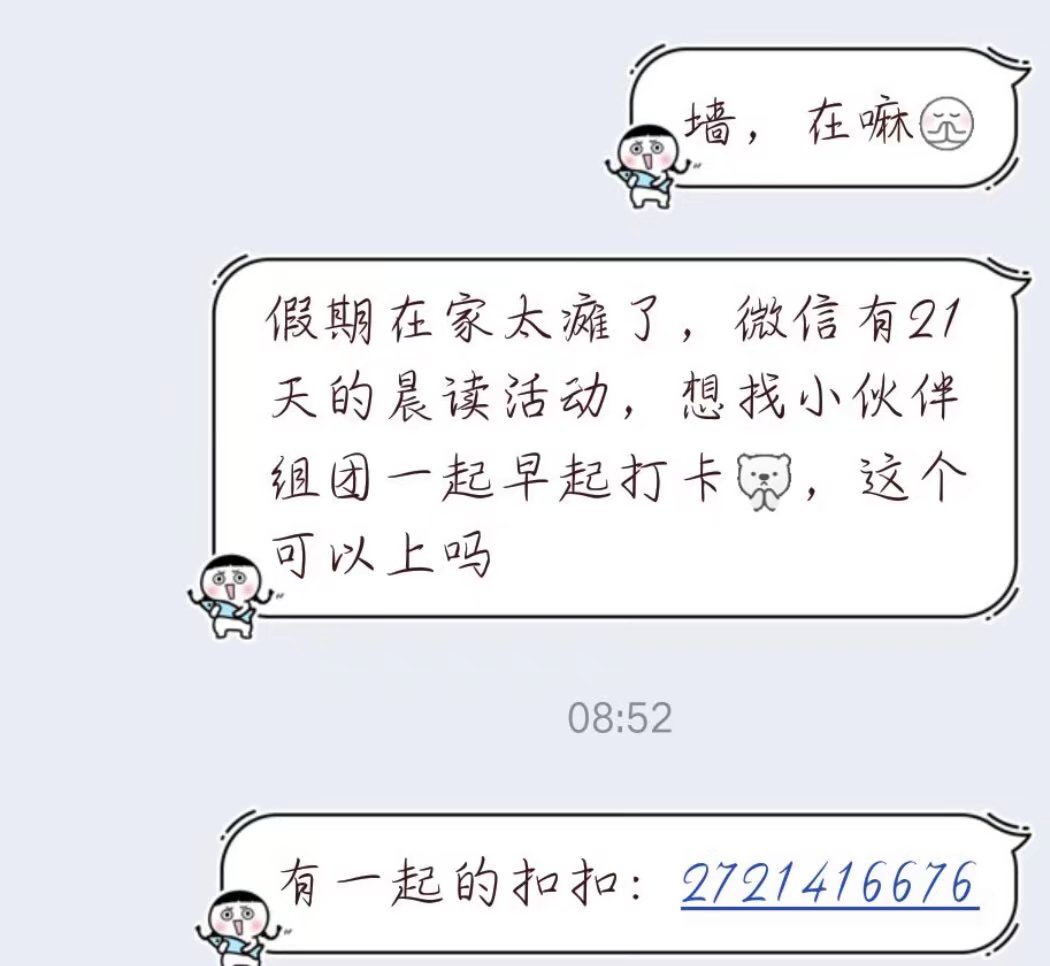 墙，在嘛
假期在家太瘫了，微信有21
天的晨读活动，想找小伙伴
组团一起早起打卡，这个
可以上吗
08:52
有一起的扣扣：2721416676